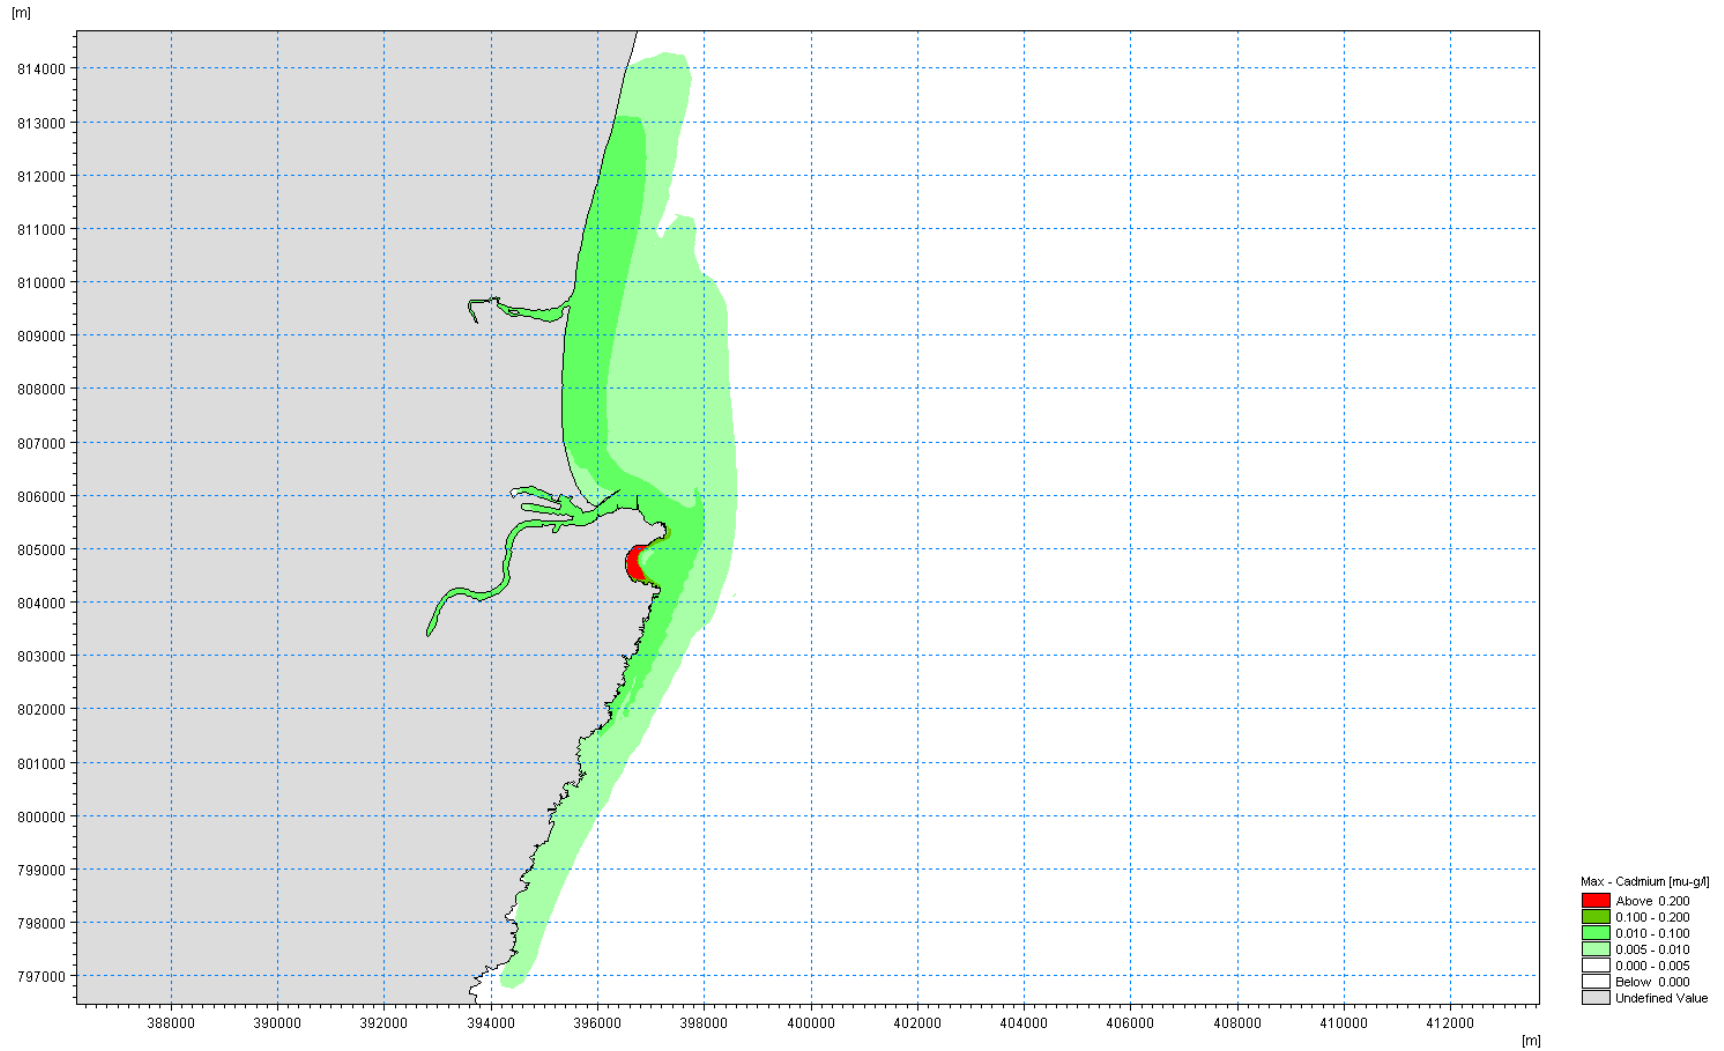 [m]
814000
813000
812000
811000
810000
809000
808000
807000
806000
805000
804000
803000
802000
801000
800000
799000
798000
797000
388000 390000 392000 394000 396000 398000 400000 402000 404000 406000 408000 410000 412000
[m]
Max - Cadmium [mu-g/l]
Above 0.200
0.100 - 0.200
0.010 - 0.100
0.005 - 0.010
0.000 - 0.005
Below 0.000
Undefined Value